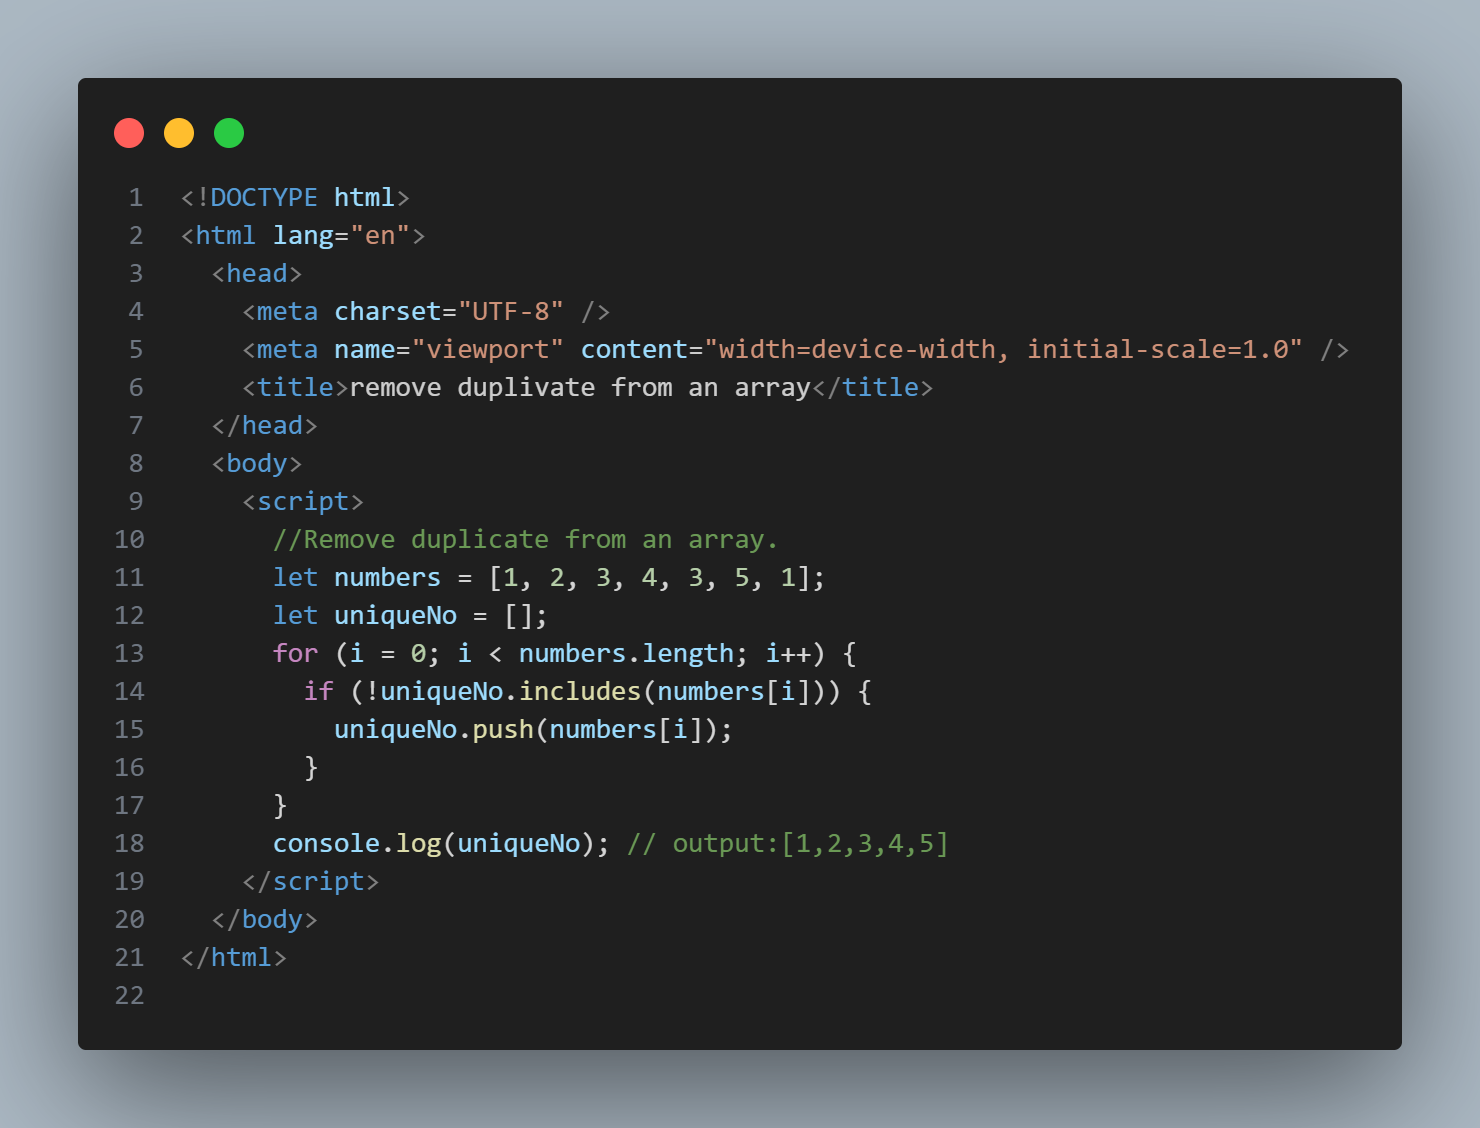 1 <!DOCTYPE html>
2 <html lang="en">
3   <head>
4     <meta charset="UTF-8" />
5     <meta name="viewport" content="width=device-width, initial-scale=1.0" />
6     <title>remove duplivate from an array</title>
7   </head>
8   <body>
9     <script>
10       //Remove duplicate from an array.
11       let numbers = [1, 2, 3, 4, 3, 5, 1];
12       let uniqueNo = [];
13       for (i = 0; i < numbers.length; i++) {
14         if (!uniqueNo.includes(numbers[i])) {
15           uniqueNo.push(numbers[i]);
16         }
17       }
18       console.log(uniqueNo); // output:[1,2,3,4,5]
19     </script>
20   </body>
21 </html>
22